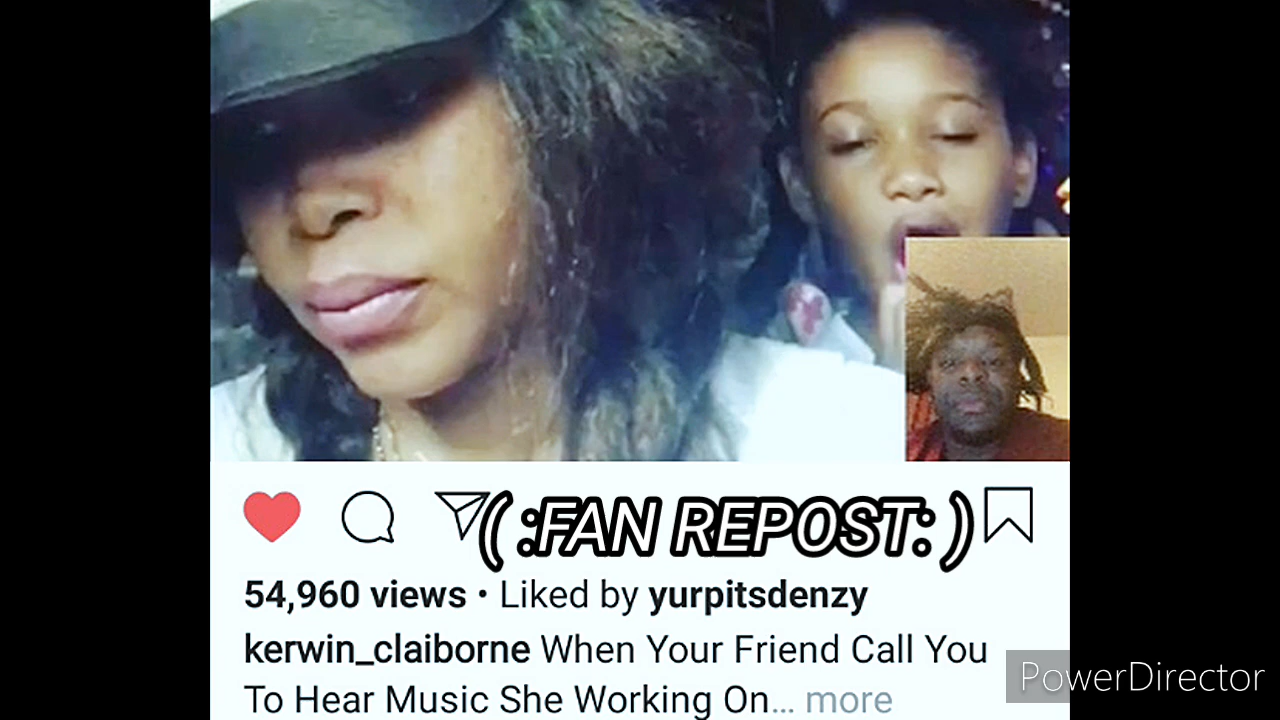 ( :FAN REPOST: )
54,960 views • Liked by yurpitsdenzy
kerwin_claiborne When Your Friend Call You
To Hear Music She Working On... more
PowerDirector